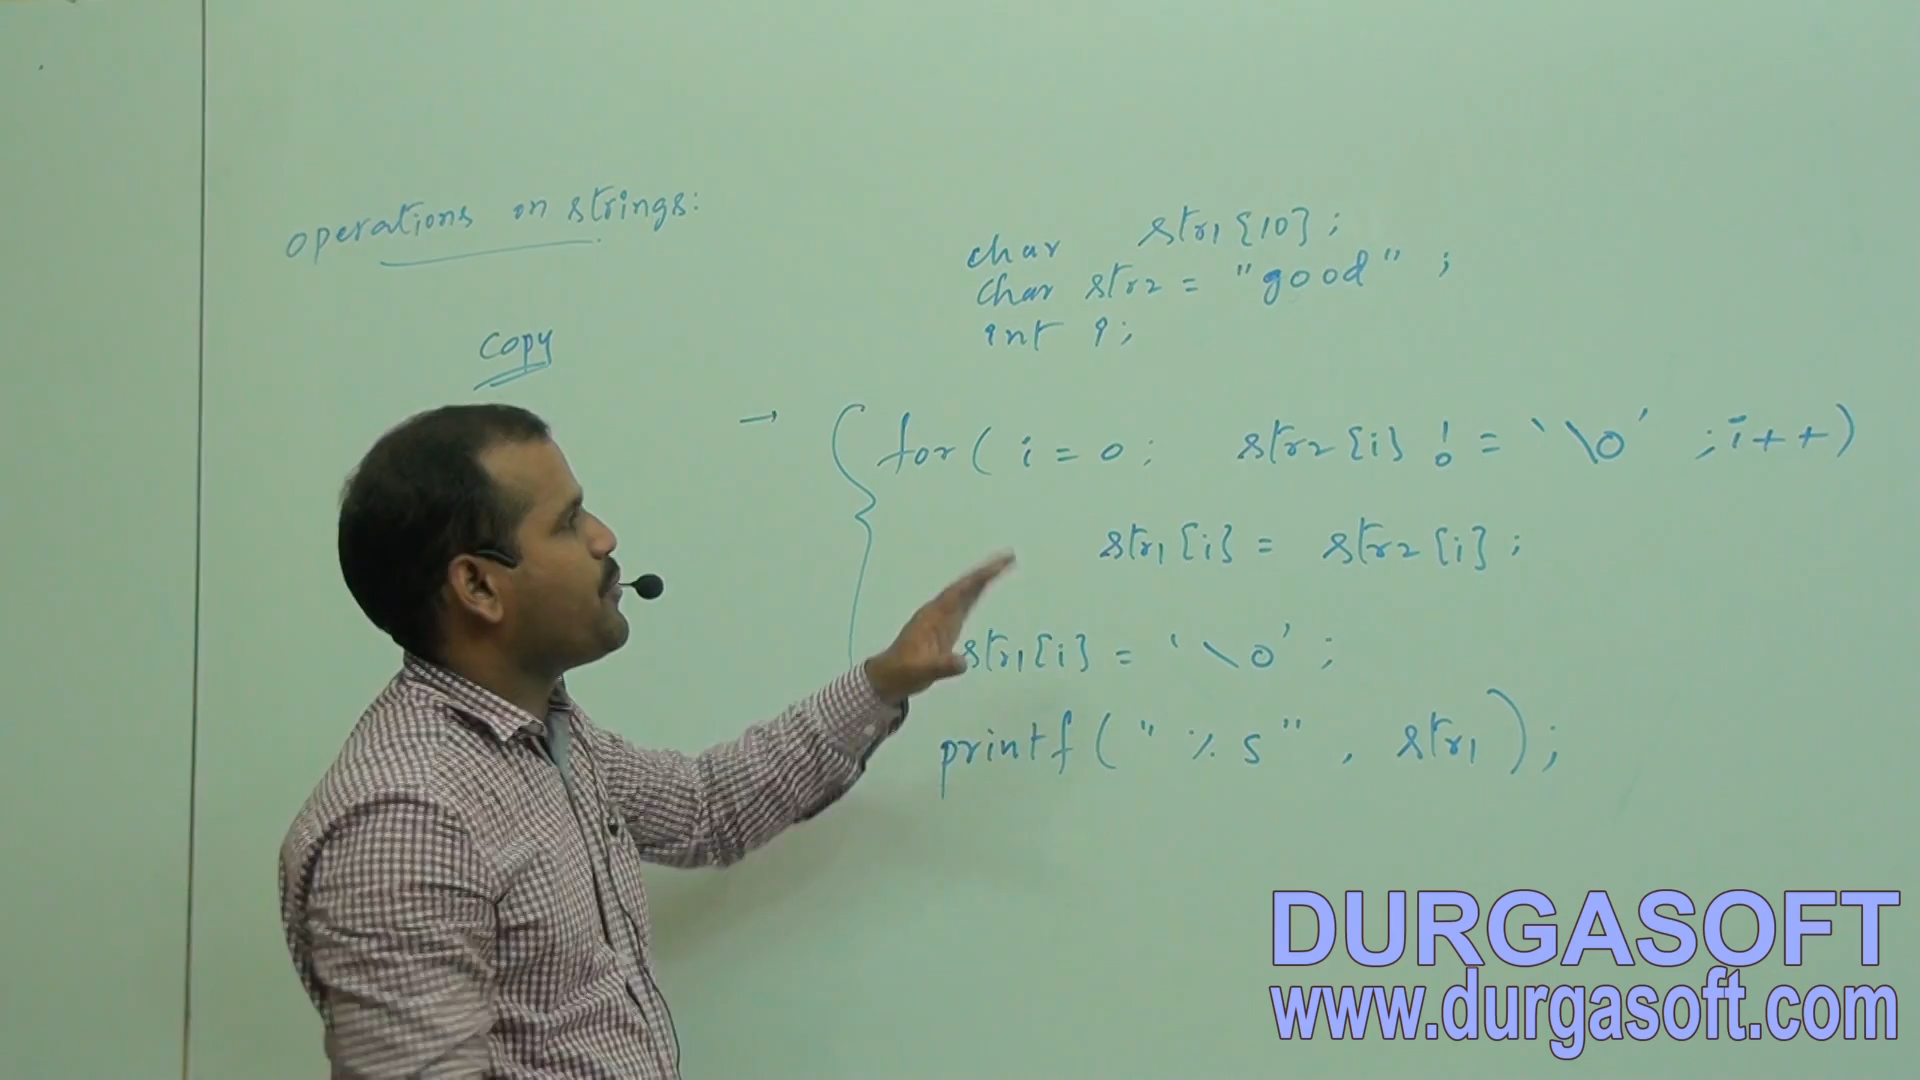 operations on strings:
copy
char str1[10];
char str2 = "good";
int i;
→ for( i = 0; str2[i] != '\0' ; i++)
str1[i] = str2[i];
str1[i] = '\0';
printf("%s", str1);
DURGASOFT
www.durgasoft.com